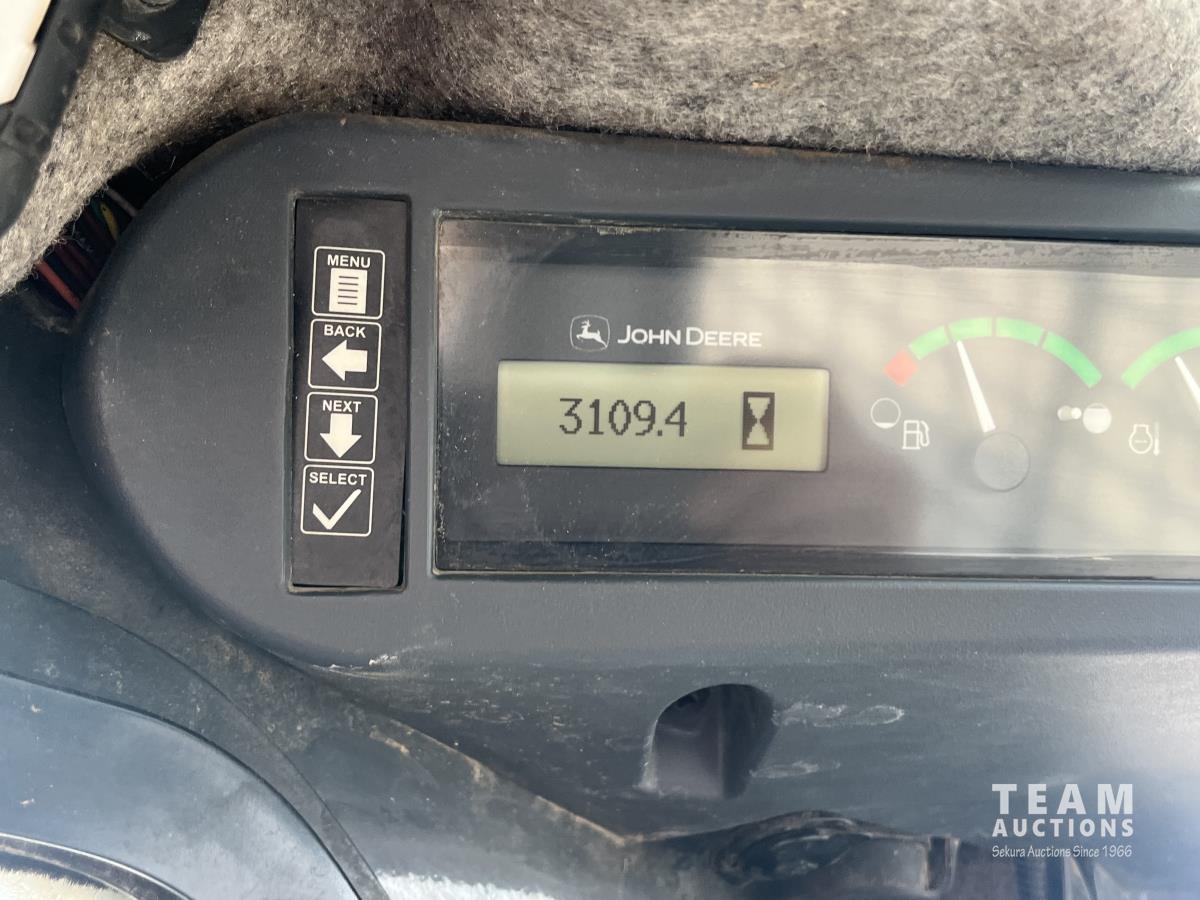 MENU
BACK
NEXT
SELECT
JOHN DEERE
3109.4
TEAM
AUCTIONS
Sekura Auctions Since 1966